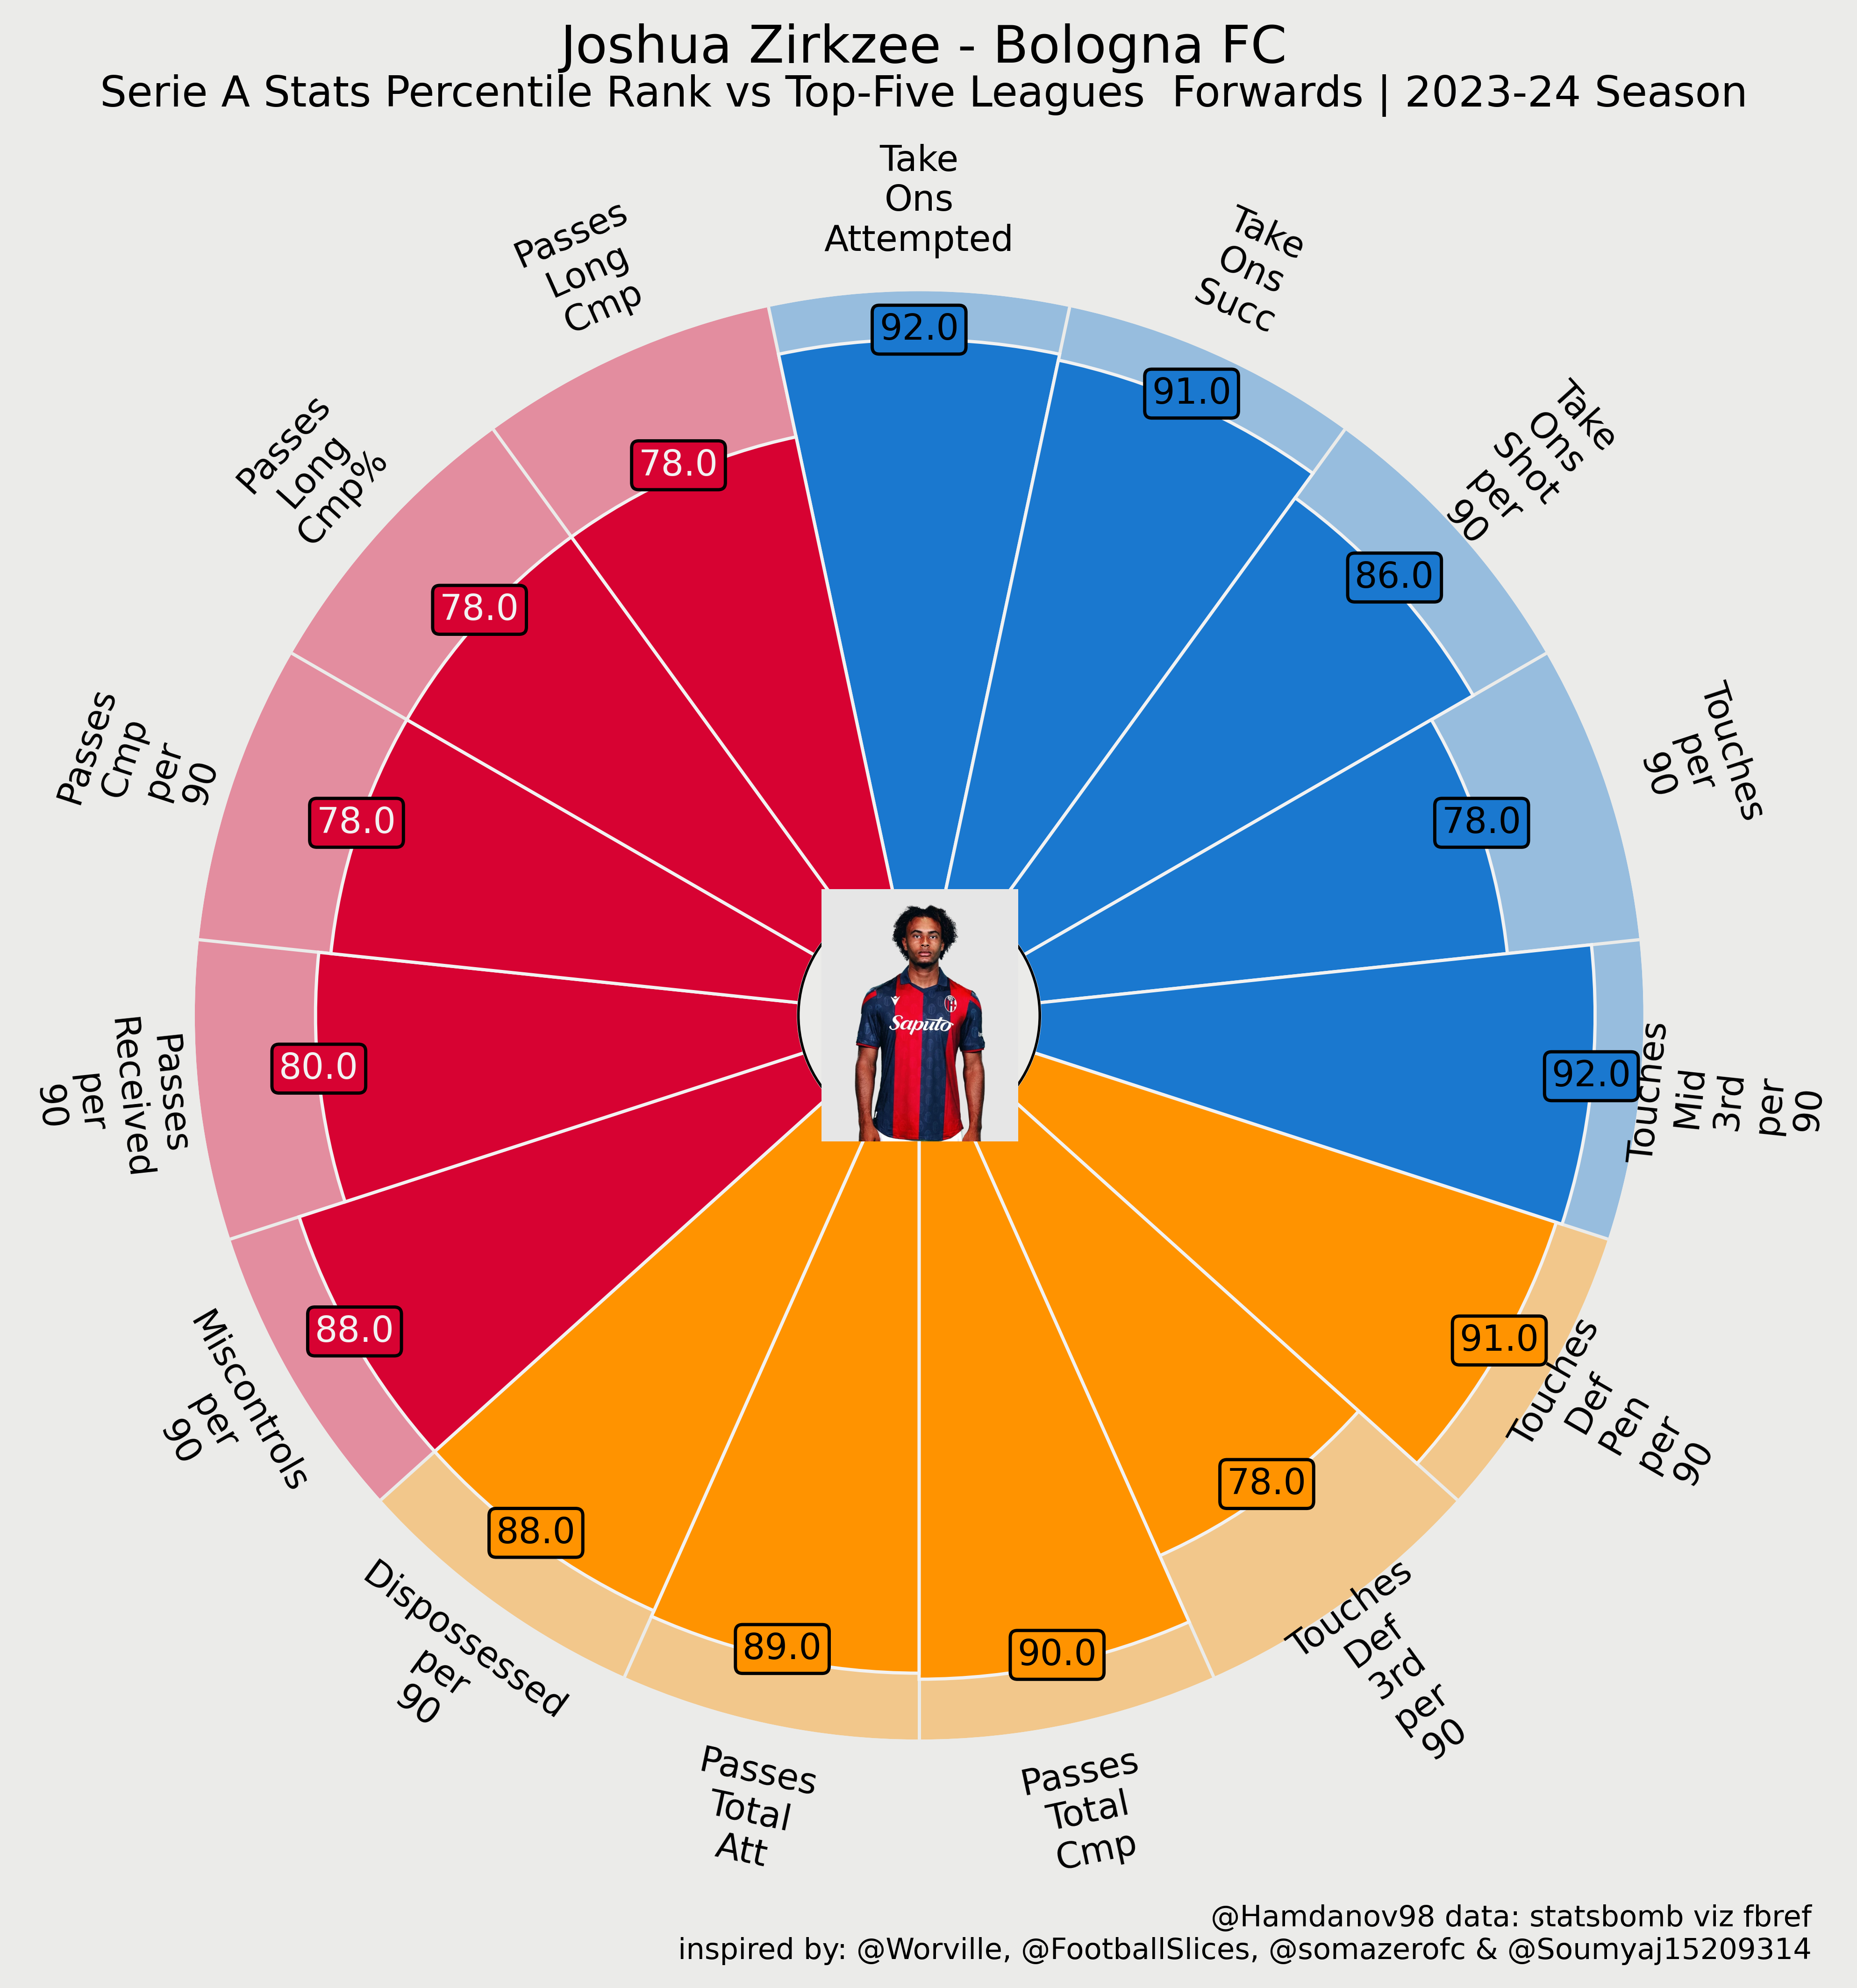 Joshua Zirkzee - Bologna FC
Serie A Stats Percentile Rank vs Top-Five Leagues  Forwards | 2023-24 Season
Take
Ons
Attempted
92.0
Take
Ons
Succ
91.0
Take
Ons
Shot
per
90
86.0
Touches
per
90
78.0
Touches
Mid
3rd
per
90
92.0
Touches
Def
Pen
per
90
91.0
Touches
Def
3rd
per
90
78.0
Passes
Total
Cmp
90.0
Passes
Total
Att
89.0
Dispossessed
per
90
88.0
Miscontrols
per
90
88.0
Passes
Received
per
90
80.0
Passes
Cmp
per
90
78.0
Passes
Long
Cmp%
78.0
Passes
Long
Cmp
78.0
Saputo
@Hamdanov98 data: statsbomb viz fbref
inspired by: @Worville, @FootballSlices, @somazerofc & @Soumyaj15209314